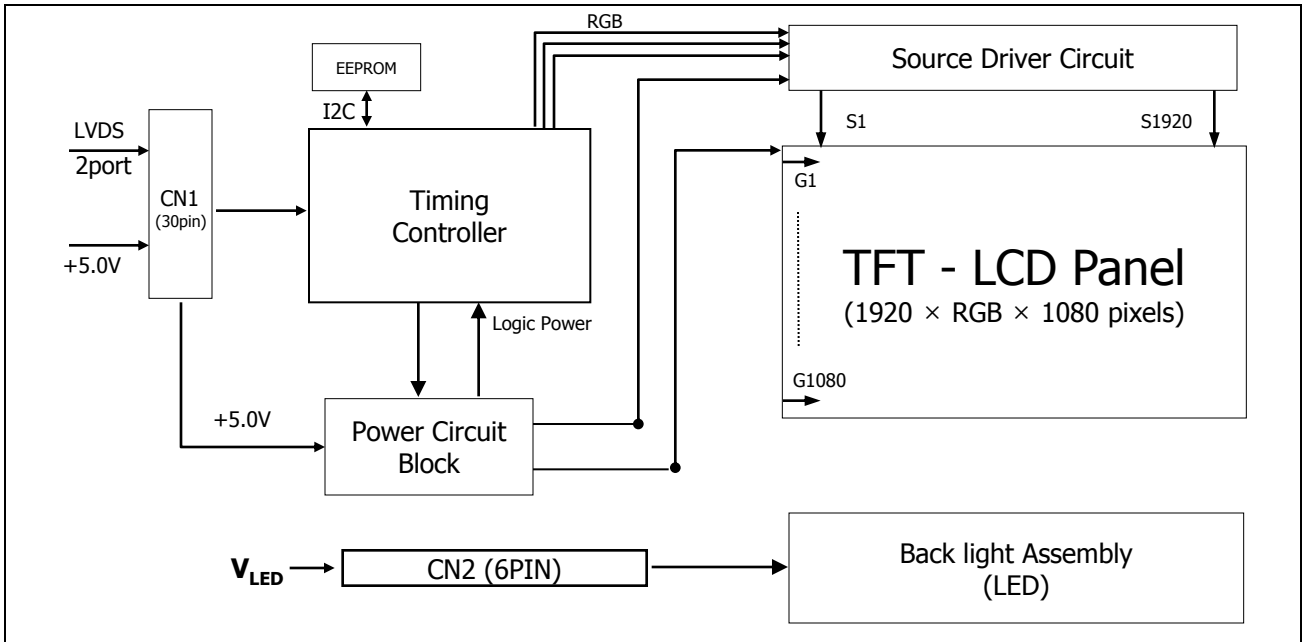 RGB
EEPROM
Source Driver Circuit
I2C
LVDS
2port
S1
S1920
CN1
(30pin)
Timing
Controller
G1
+5.0V
TFT - LCD Panel
(1920 × RGB × 1080 pixels)
Logic Power
G1080
+5.0V
Power Circuit
Block
Back light Assembly
(LED)
VLED
CN2 (6PIN)